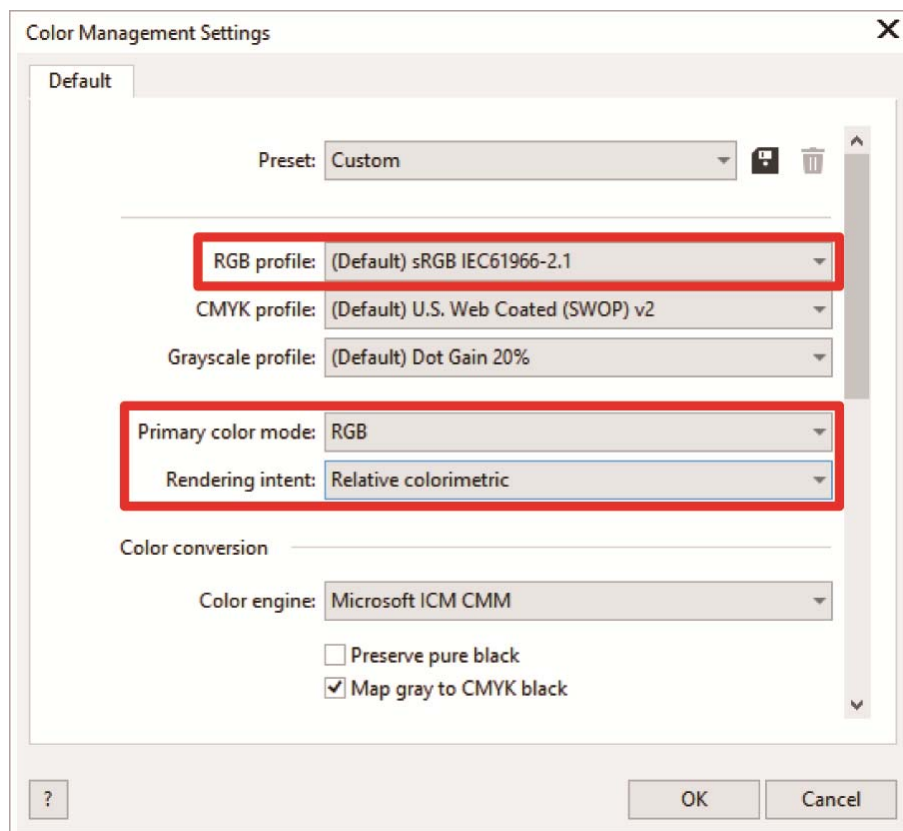 Color Management Settings
Default
Preset: Custom
RGB profile: (Default) sRGB IEC61966-2.1
CMYK profile: (Default) U.S. Web Coated (SWOP) v2
Grayscale profile: (Default) Dot Gain 20%
Primary color mode: RGB
Rendering intent: Relative colorimetric
Color conversion
Color engine: Microsoft ICM CMM
Preserve pure black
Map gray to CMYK black
? OK Cancel